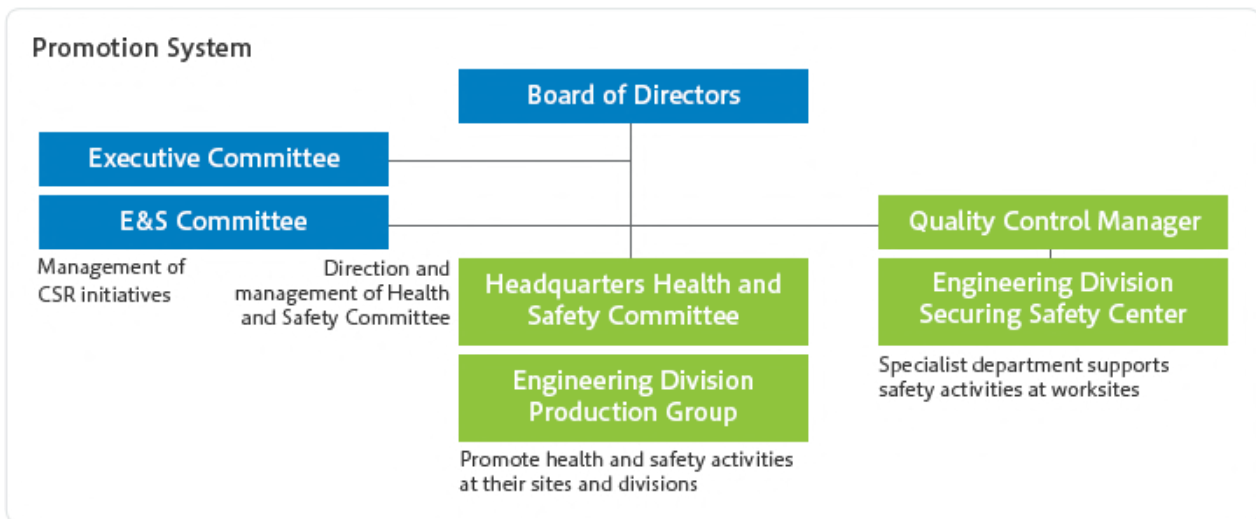 Promotion System
Board of Directors
Executive Committee
E&S Committee
Management of
CSR initiatives
Direction and
management of Health
and Safety Committee
Headquarters Health and
Safety Committee
Engineering Division
Production Group
Promote health and safety activities
at their sites and divisions
Quality Control Manager
Engineering Division
Securing Safety Center
Specialist department supports
safety activities at worksites